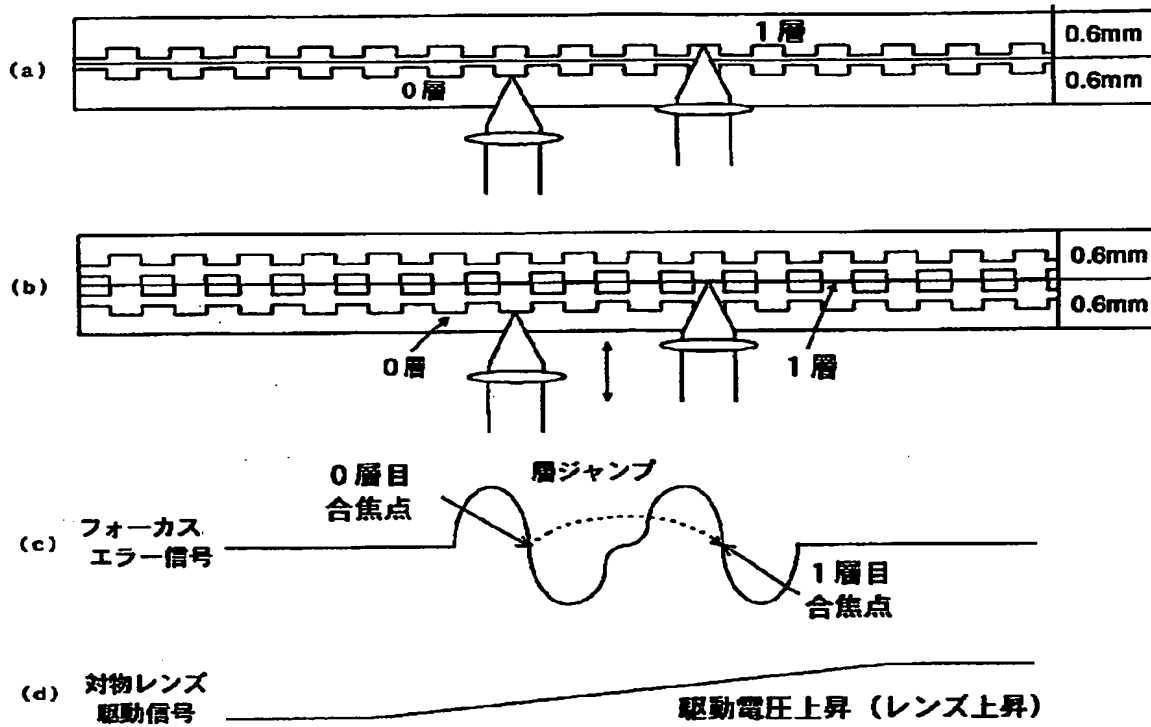 1層
0.6mm
(a)
0.6mm
0層
0.6mm
(b)
0.6mm
0層
1層
0層目
合焦点
層ジャンプ
(c)
フォーカス
エラー信号
1層目
合焦点
(d)
対物レンズ
駆動信号
駆動電圧上昇(レンズ上昇)